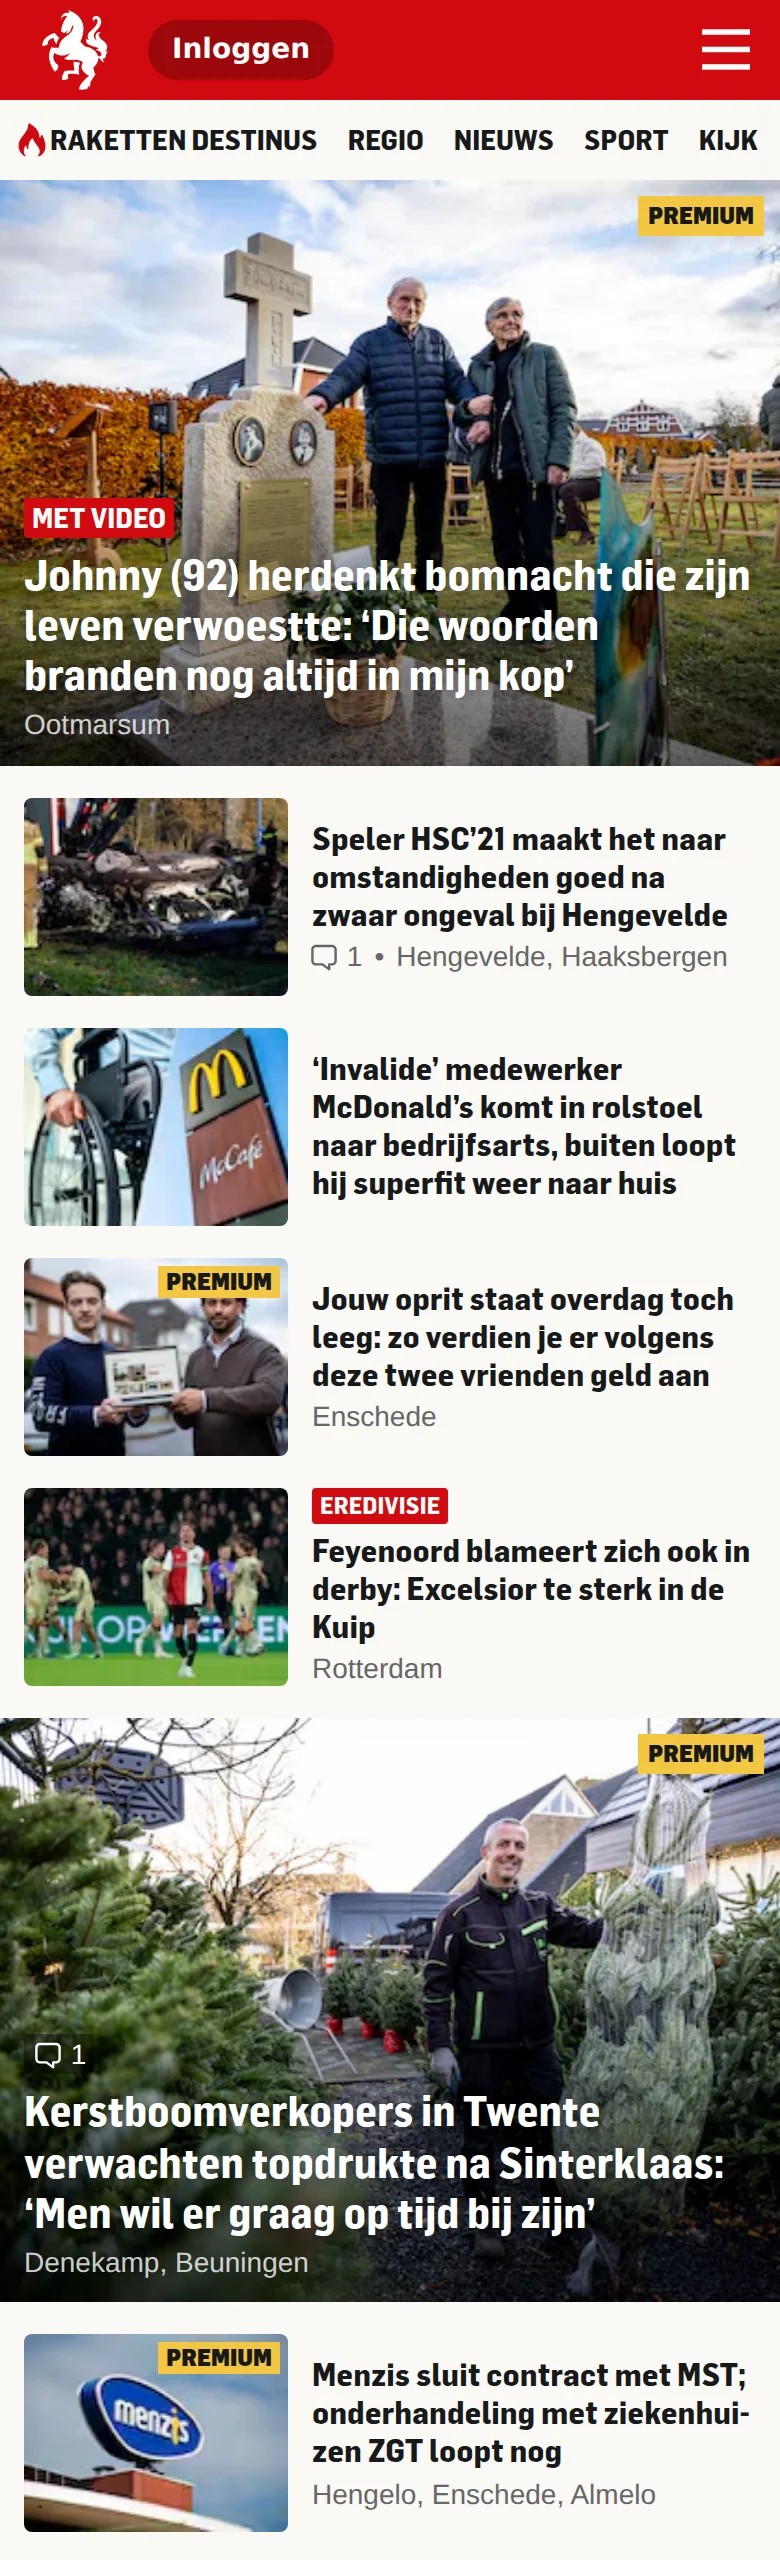 Inloggen
RAKETTEN DESTINUS REGIO NIEUWS SPORT KIJK
PREMIUM
MET VIDEO
Johnny (92) herdenkt bomnacht die zijn
leven verwoestte: ‘Die woorden
branden nog altijd in mijn kop’
Ootmarsum
Speler HSC’21 maakt het naar
omstandigheden goed na
zwaar ongeval bij Hengevelde
1 • Hengevelde, Haaksbergen
‘Invalide’ medewerker
McDonald’s komt in rolstoel
naar bedrijfsarts, buiten loopt
hij superfit weer naar huis
McCafé
PREMIUM
Jouw oprit staat overdag toch
leeg: zo verdien je er volgens
deze twee vrienden geld aan
Enschede
EREDIVISIE
Feyenoord blameert zich ook in
derby: Excelsior te sterk in de
Kuip
Rotterdam
PREMIUM
1
Kerstboomverkopers in Twente
verwachten topdrukte na Sinterklaas:
‘Men wil er graag op tijd bij zijn’
Denekamp, Beuningen
PREMIUM
menzis
Menzis sluit contract met MST;
onderhandeling met ziekenhui-
zen ZGT loopt nog
Hengelo, Enschede, Almelo